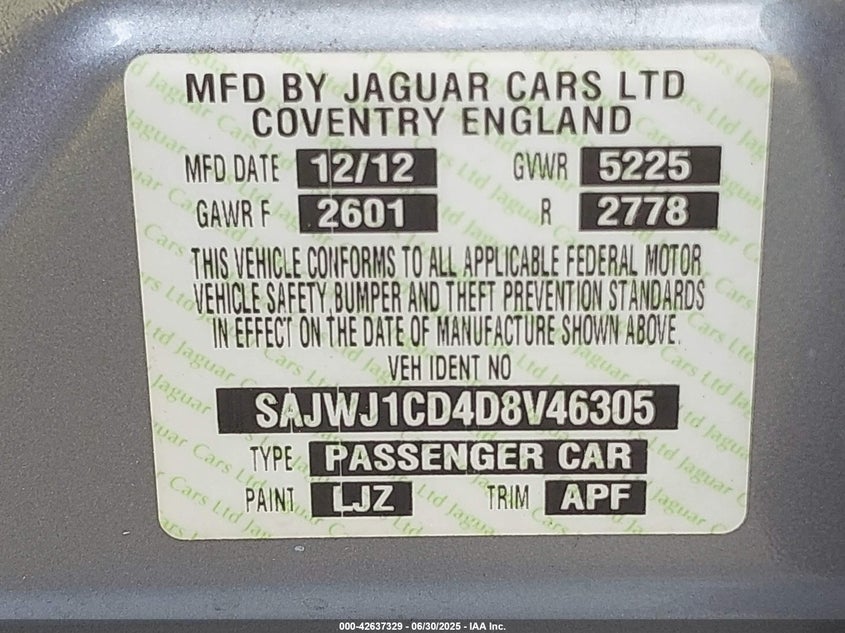 MFD BY JAGUAR CARS LTD
COVENTRY ENGLAND
MFD DATE 12/12 GVWR 5225
GAWR F 2601 R 2778
THIS VEHICLE CONFORMS TO ALL APPLICABLE FEDERAL MOTOR
VEHICLE SAFETY BUMPER AND THEFT PREVENTION STANDARDS
IN EFFECT ON THE DATE OF MANUFACTURE SHOWN ABOVE.
VEH IDENT NO
SAJWJ1CD4D8V46305
TYPE PASSENGER CAR
PAINT LJZ TRIM APF
000-42637329 - 06/30/2025 - IAA Inc.